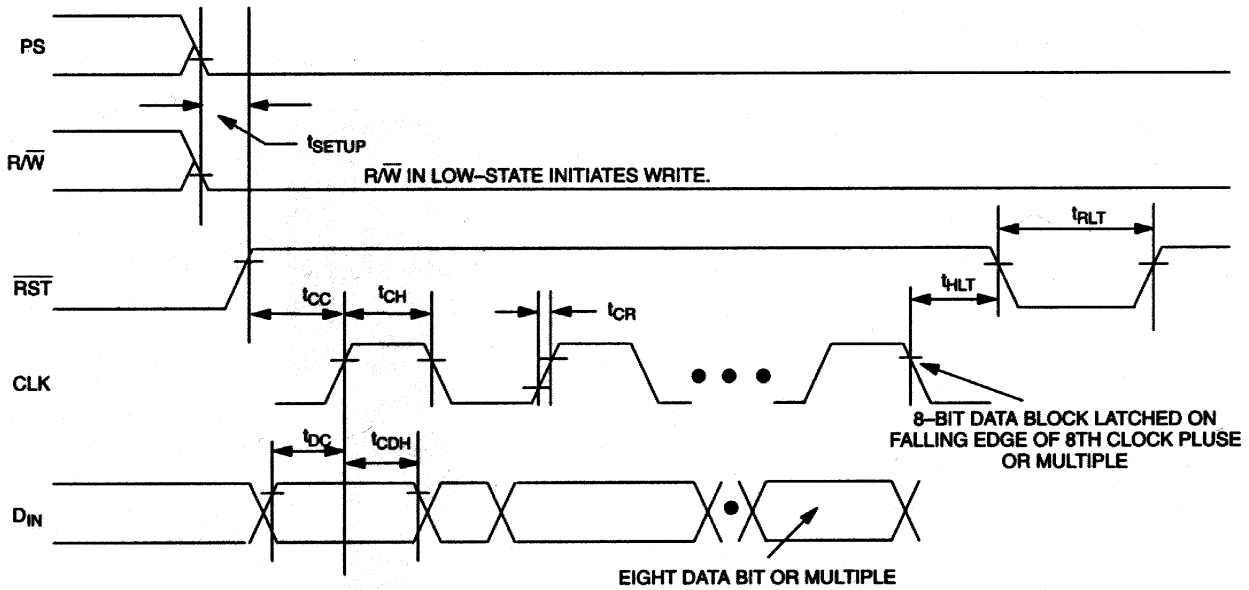 PS
tSETUP
R/W̅
R/W̅ IN LOW–STATE INITIATES WRITE.
tRLT
R̅S̅T̅
tCC
tCH
tHLT
tCR
CLK
8–BIT DATA BLOCK LATCHED ON
FALLING EDGE OF 8TH CLOCK PLUSE
OR MULTIPLE
tDC
tCDH
DIN
EIGHT DATA BIT OR MULTIPLE